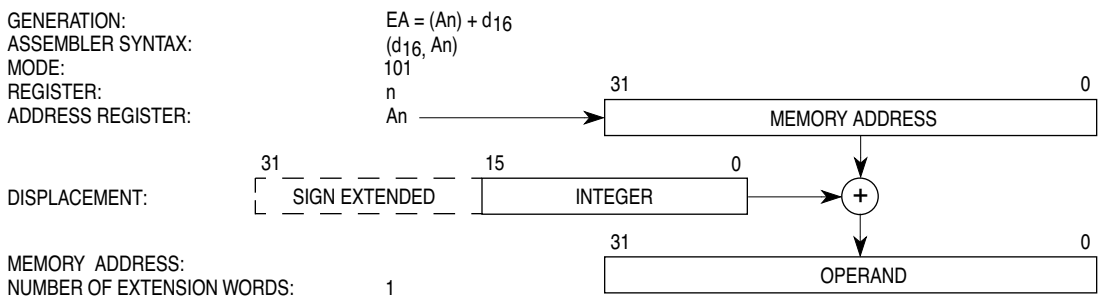 GENERATION: EA = (An) + d16
ASSEMBLER SYNTAX: (d16, An)
MODE: 101
REGISTER: n
31 0
ADDRESS REGISTER: An MEMORY ADDRESS
31 15 0
DISPLACEMENT: SIGN EXTENDED INTEGER +
31 0
MEMORY ADDRESS:
OPERAND
NUMBER OF EXTENSION WORDS: 1